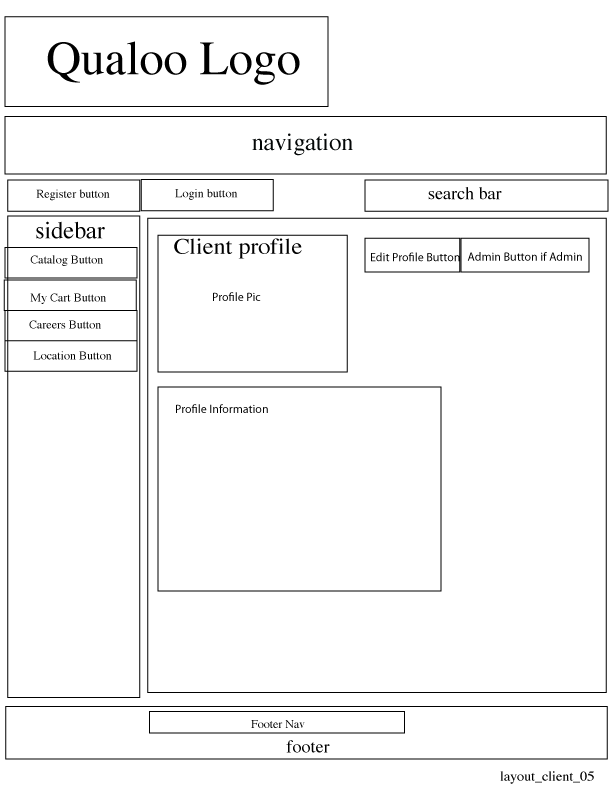 Qualoo Logo
navigation
Register button
Login button
search bar
sidebar
Catalog Button
My Cart Button
Careers Button
Location Button
Client profile
Profile Pic
Edit Profile Button
Admin Button if Admin
Profile Information
Footer Nav
footer
layout_client_05